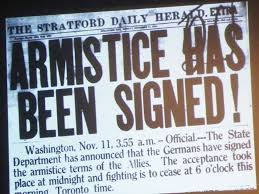 THE STRATFORD DAILY HERALD. EXTRA
ARMISTICE HAS
BEEN SIGNED!
Washington, Nov. 11, 3.55 a.m. – Official.—The State
Department has announced that the Germans have signed
the armistice terms of the Allies. The acceptance took
place at midnight and fighting is to cease at 6 o'clock this
morning, Toronto time.